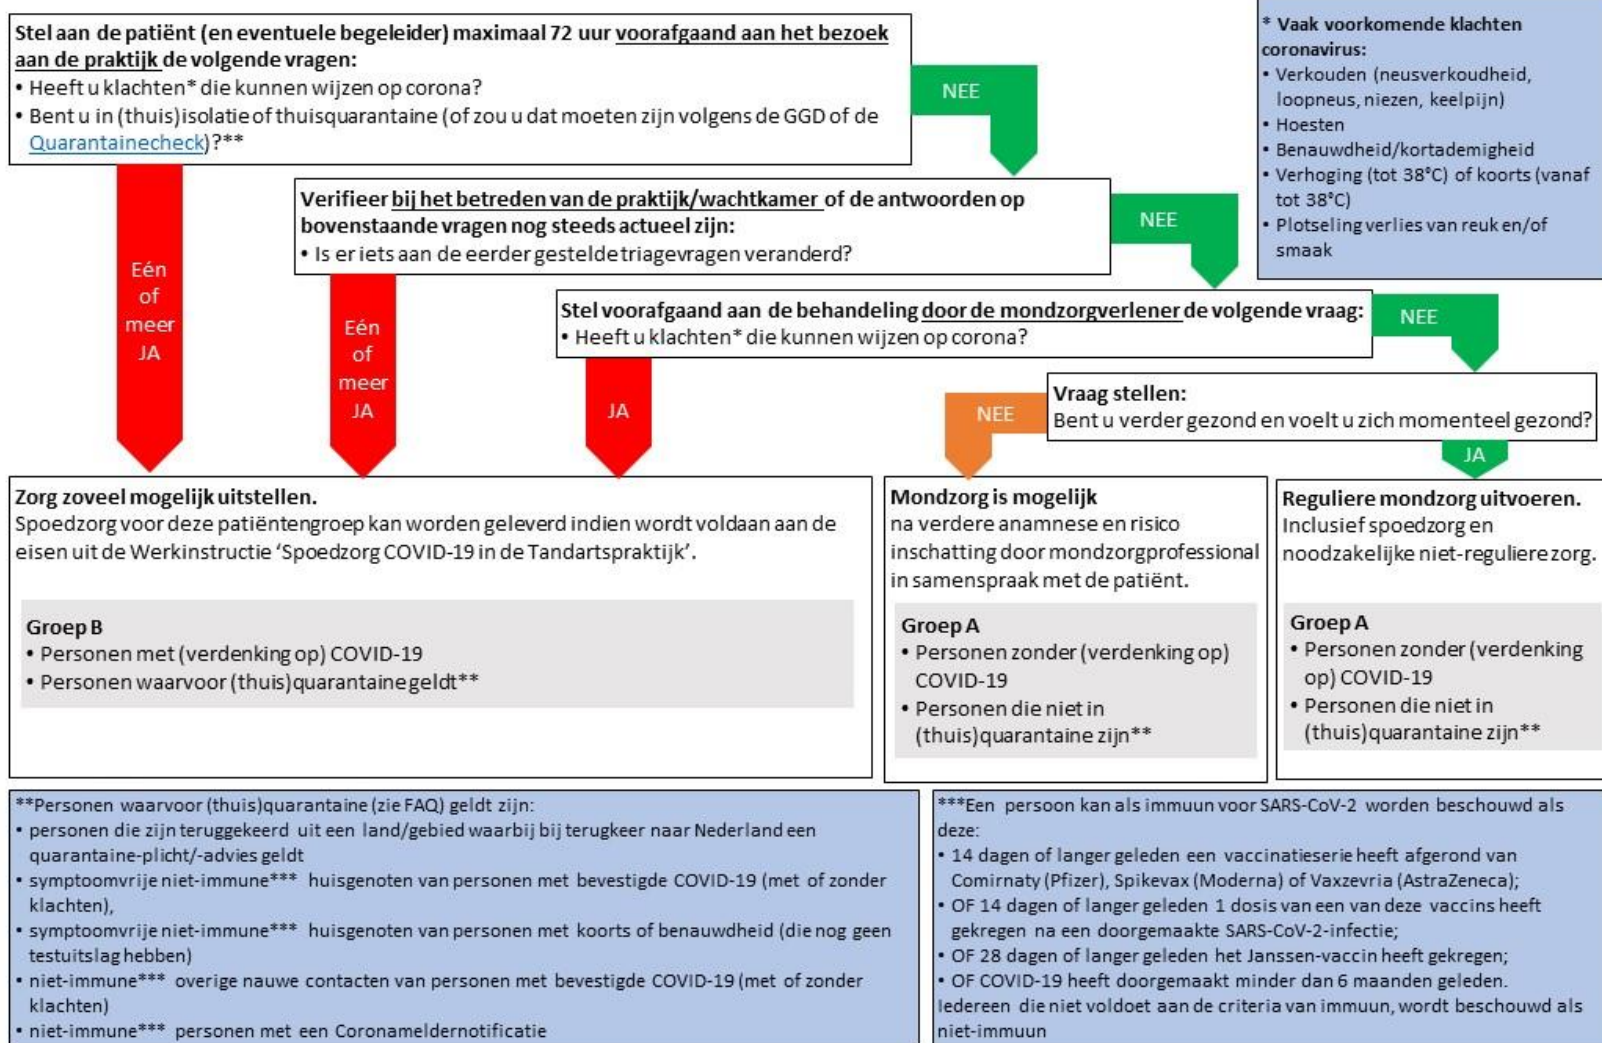 Stel aan de patiënt (en eventuele begeleider) maximaal 72 uur voorafgaand aan het bezoek
aan de praktijk de volgende vragen:
• Heeft u klachten* die kunnen wijzen op corona?
• Bent u in (thuis)isolatie of thuisquarantaine (of zou u dat moeten zijn volgens de GGD of de
Quarantainecheck)?**
NEE
* Vaak voorkomende klachten
coronavirus:
• Verkouden (neusverkoudheid,
loopneus, niezen, keelpijn)
• Hoesten
• Benauwdheid/kortademigheid
• Verhoging (tot 38°C) of koorts (vanaf
tot 38°C)
• Plotseling verlies van reuk en/of
smaak
Verifieer bij het betreden van de praktijk/wachtkamer of de antwoorden op
bovenstaande vragen nog steeds actueel zijn:
• Is er iets aan de eerder gestelde triagevragen veranderd?
NEE
Eén
of
meer
JA
Eén
of
meer
JA
Stel voorafgaand aan de behandeling door de mondzorgverlener de volgende vraag:
• Heeft u klachten* die kunnen wijzen op corona?
NEE
JA
NEE
Vraag stellen:
Bent u verder gezond en voelt u zich momenteel gezond?
JA
Zorg zoveel mogelijk uitstellen.
Spoedzorg voor deze patiëntengroep kan worden geleverd indien wordt voldaan aan de
eisen uit de Werkinstructie ‘Spoedzorg COVID-19 in de Tandartspraktijk’.
Groep B
• Personen met (verdenking op) COVID-19
• Personen waarvoor (thuis)quarantaine geldt**
Mondzorg is mogelijk
na verdere anamnese en risico
inschatting door mondzorgprofessional
in samenspraak met de patiënt.
Groep A
• Personen zonder (verdenking op)
COVID-19
• Personen die niet in
(thuis)quarantaine zijn**
Reguliere mondzorg uitvoeren.
Inclusief spoedzorg en
noodzakelijke niet-reguliere zorg.
Groep A
• Personen zonder (verdenking
op) COVID-19
• Personen die niet in
(thuis)quarantaine zijn**
**Personen waarvoor (thuis)quarantaine (zie FAQ) geldt zijn:
• personen die zijn teruggekeerd uit een land/gebied waarbij bij terugkeer naar Nederland een
quarantaine-plicht/-advies geldt
• symptoomvrije niet-immune*** huisgenoten van personen met bevestigde COVID-19 (met of zonder
klachten),
• symptoomvrije niet-immune*** huisgenoten van personen met koorts of benauwdheid (die nog geen
testuitslag hebben)
• niet-immune*** overige nauwe contacten van personen met bevestigde COVID-19 (met of zonder
klachten)
• niet-immune*** personen met een Coronameldernotificatie
***Een persoon kan als immuun voor SARS-CoV-2 worden beschouwd als
deze:
• 14 dagen of langer geleden een vaccinatieserie heeft afgerond van
Comirnaty (Pfizer), Spikevax (Moderna) of Vaxzevria (AstraZeneca);
• OF 14 dagen of langer geleden 1 dosis van een van deze vaccins heeft
gekregen na een doorgemaakte SARS-CoV-2-infectie;
• OF 28 dagen of langer geleden het Janssen-vaccin heeft gekregen;
• OF COVID-19 heeft doorgemaakt minder dan 6 maanden geleden.
Iedereen die niet voldoet aan de criteria van immuun, wordt beschouwd als
niet-immuun